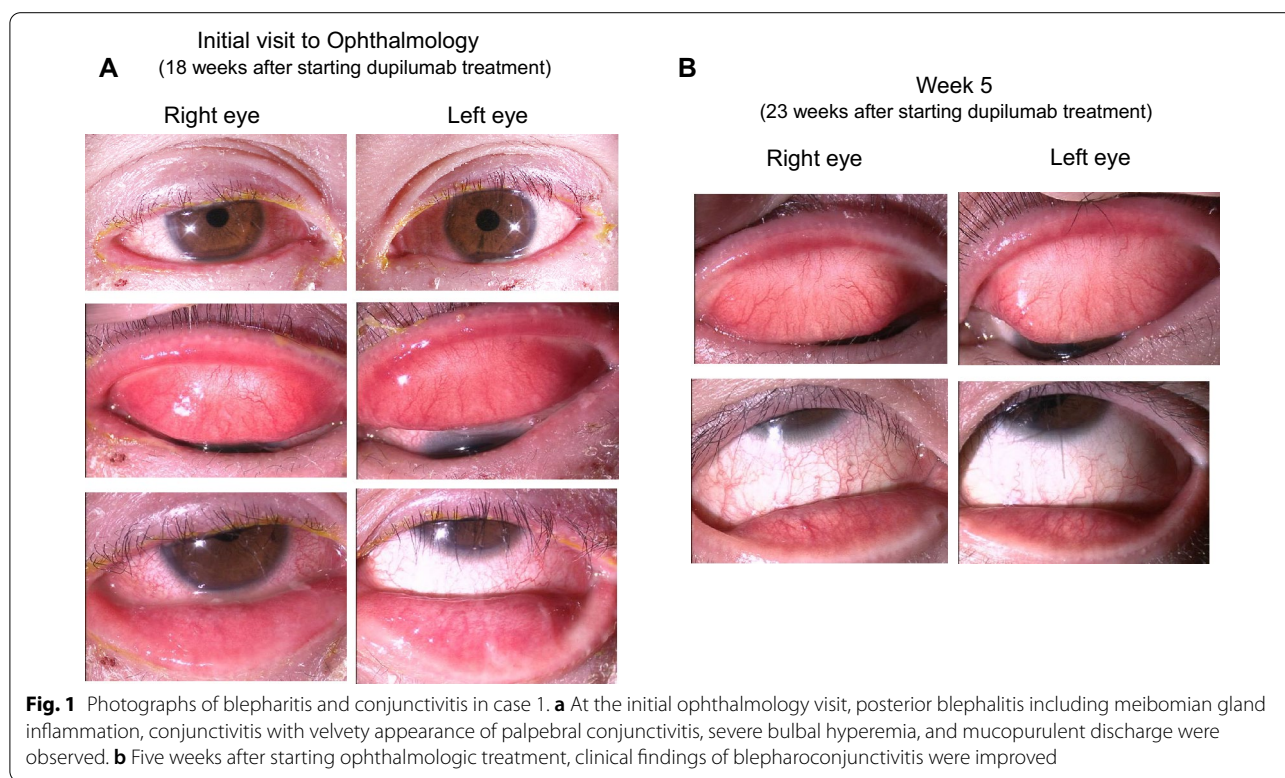 Initial visit to Ophthalmology
A (18 weeks after starting dupilumab treatment)
Right eye Left eye
B
Week 5
(23 weeks after starting dupilumab treatment)
Right eye Left eye
Fig. 1 Photographs of blepharitis and conjunctivitis in case 1. a At the initial ophthalmology visit, posterior blephalitis including meibomian gland
inflammation, conjunctivitis with velvety appearance of palpebral conjunctivitis, severe bulbal hyperemia, and mucopurulent discharge were
observed. b Five weeks after starting ophthalmologic treatment, clinical findings of blepharoconjunctivitis were improved